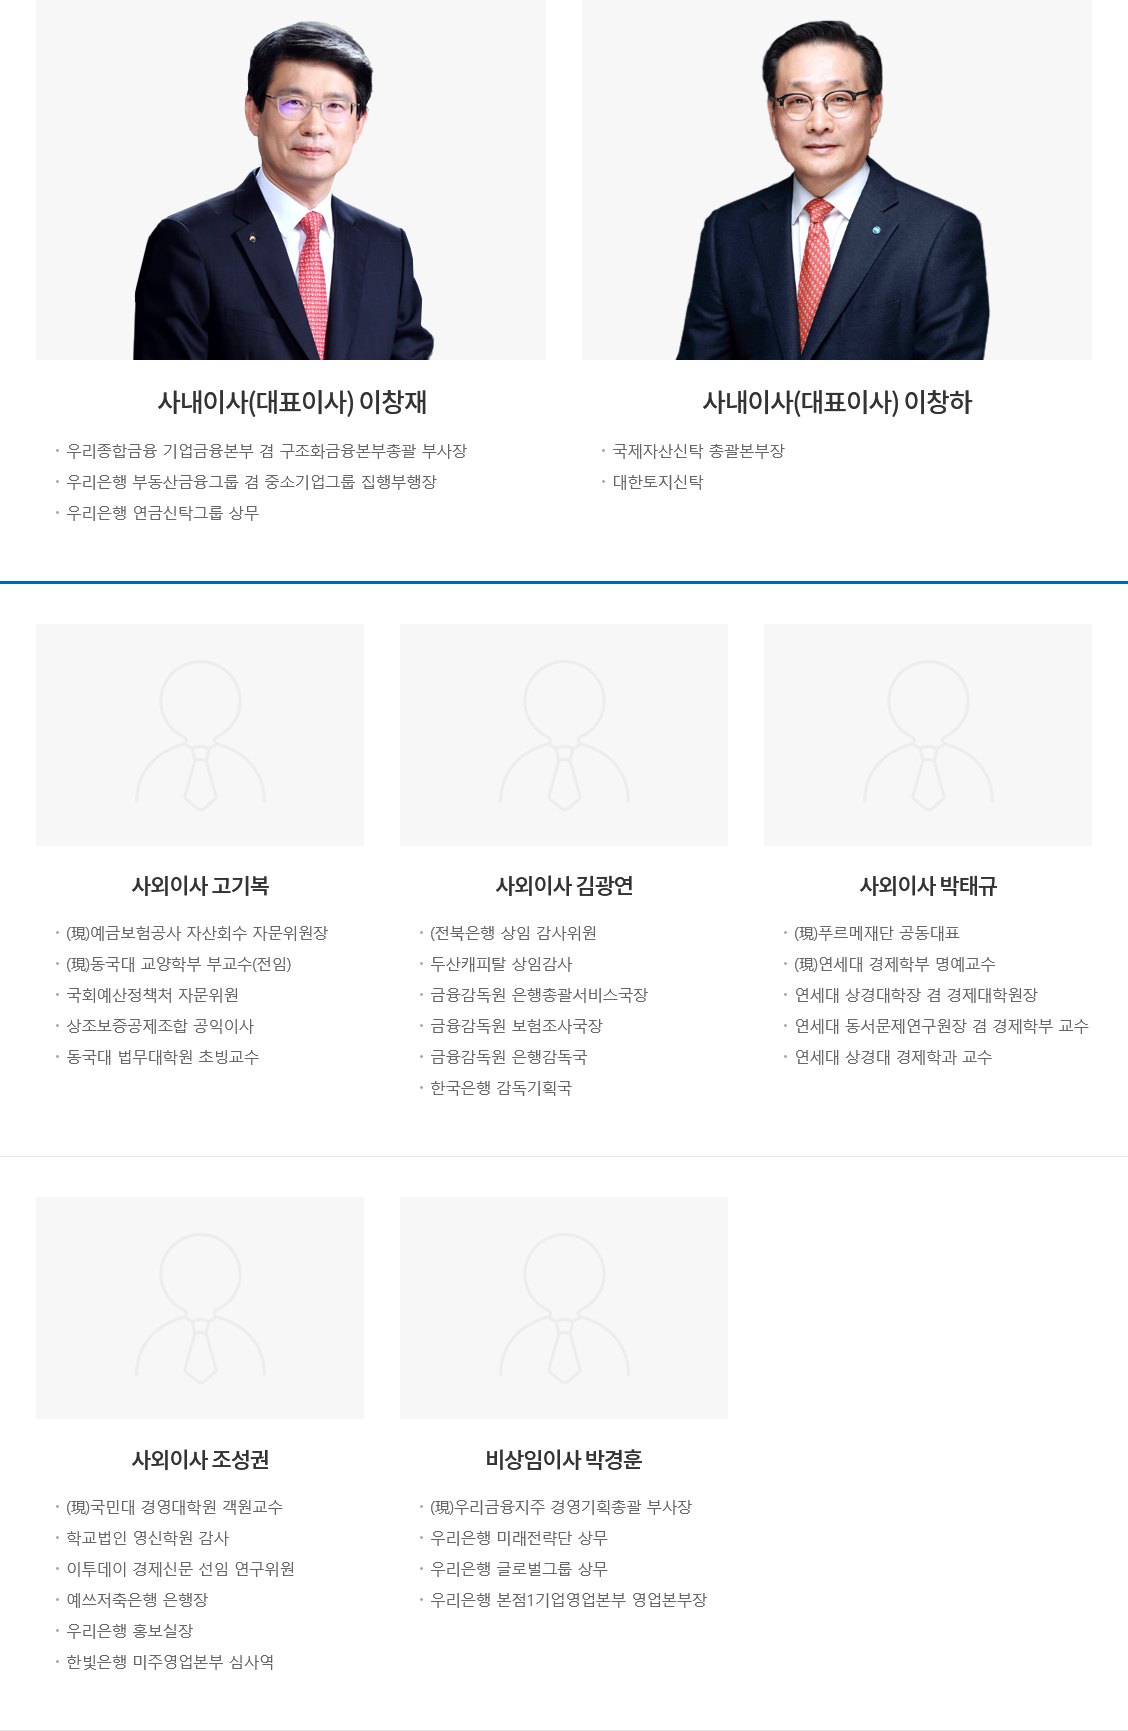 사내이사(대표이사) 이창재
우리종합금융 기업금융본부 겸 구조화금융본부총괄 부사장
우리은행 부동산금융그룹 겸 중소기업그룹 집행부행장
우리은행 연금신탁그룹 상무
사내이사(대표이사) 이창하
국제자산신탁 총괄본부장
대한토지신탁
사외이사 고기복
(現)예금보험공사 자산회수 자문위원장
(現)동국대 교양학부 부교수(전임)
국회예산정책처 자문위원
상조보증공제조합 공익이사
동국대 법무대학원 초빙교수
사외이사 김광연
(전북은행 상임 감사위원
두산캐피탈 상임감사
금융감독원 은행총괄서비스국장
금융감독원 보험조사국장
금융감독원 은행감독국
한국은행 감독기획국
사외이사 박태규
(現)푸르메재단 공동대표
(現)연세대 경제학부 명예교수
연세대 상경대학장 겸 경제대학원장
연세대 동서문제연구원장 겸 경제학부 교수
연세대 상경대 경제학과 교수
사외이사 조성권
(現)국민대 경영대학원 객원교수
학교법인 영신학원 감사
이투데이 경제신문 선임 연구위원
예쓰저축은행 은행장
우리은행 홍보실장
한빛은행 미주영업본부 심사역
비상임이사 박경훈
(現)우리금융지주 경영기획총괄 부사장
우리은행 미래전략단 상무
우리은행 글로벌그룹 상무
우리은행 본점1기업영업본부 영업본부장